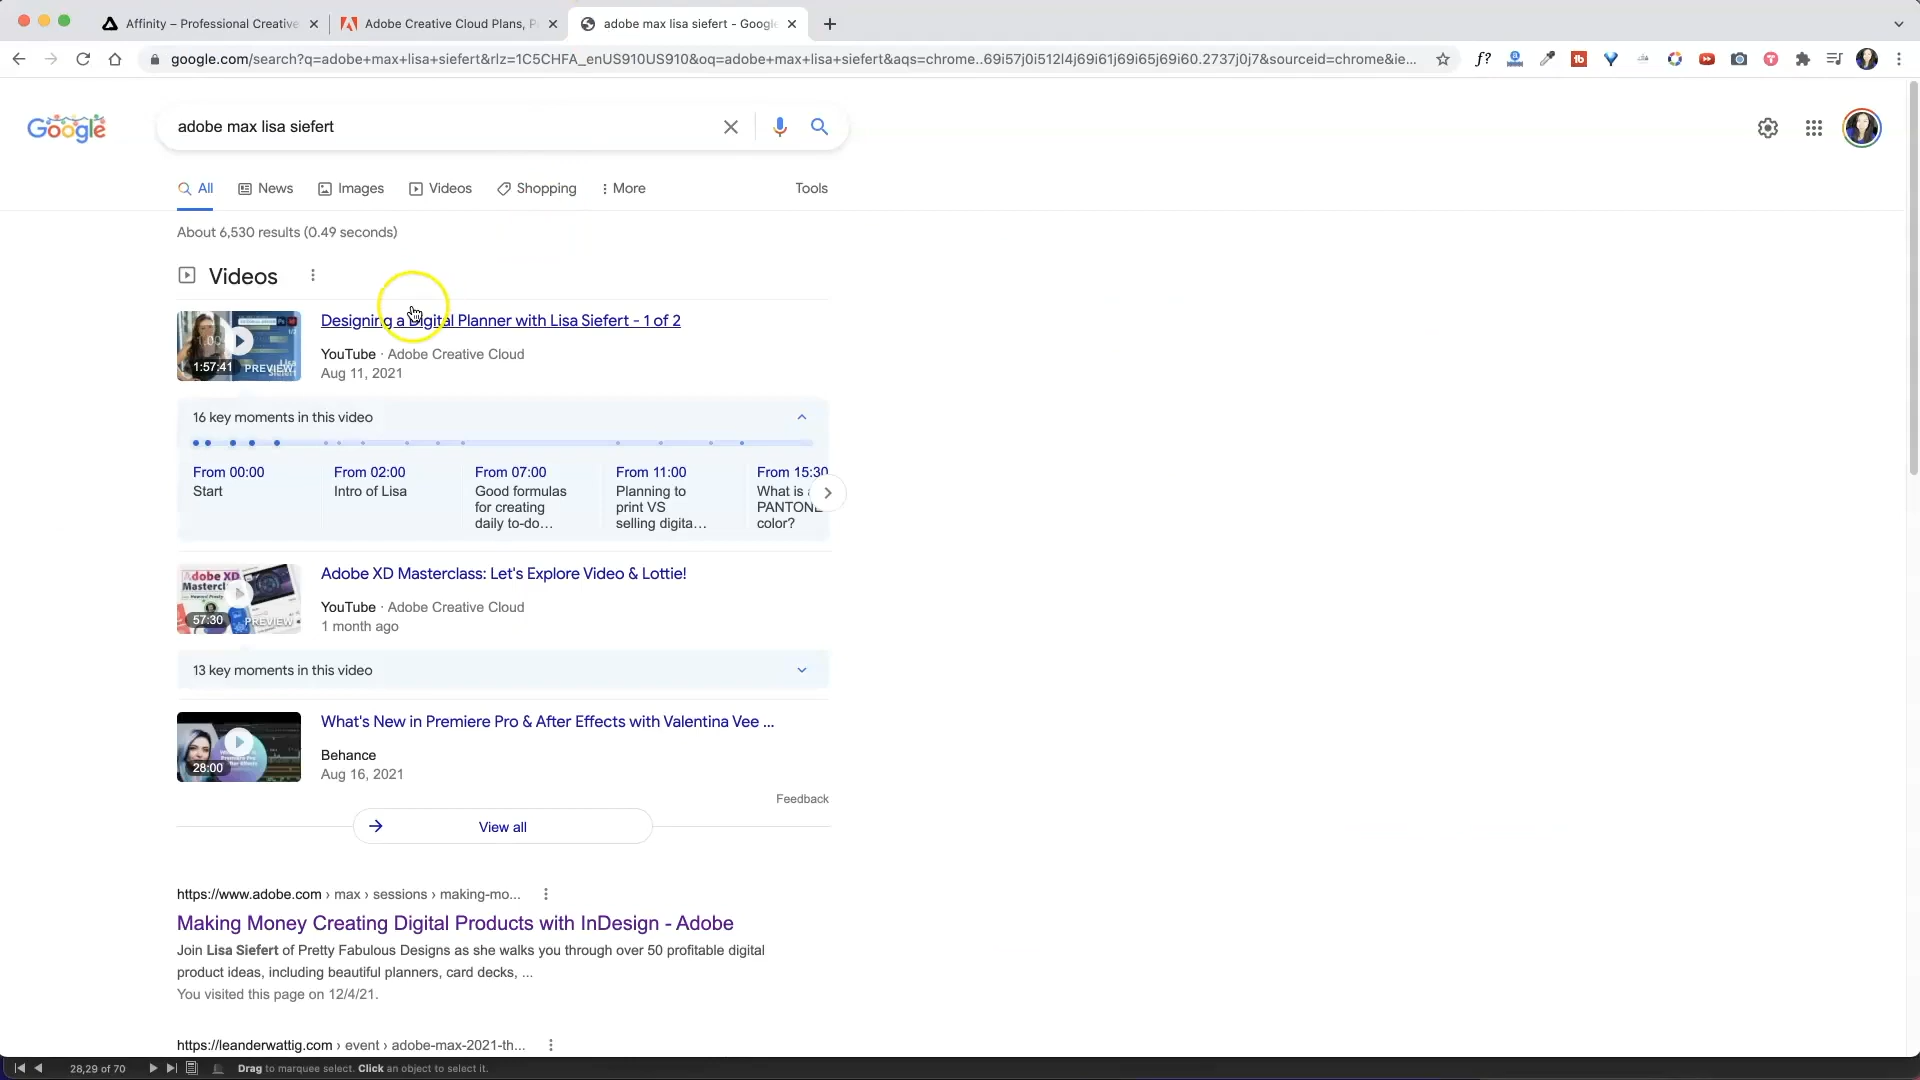 Affinity – Professional Creative
Adobe Creative Cloud Plans, P
adobe max lisa siefert - Google
google.com/search?q=adobe+max+lisa+siefert&rlz=1C5CHFA_enUS910US910&oq=adobe+max+lisa+siefert&aqs=chrome..69i57j0i512l4j69i61j69i65j69i60.2737j0j7&sourceid=chrome&ie...
Google
adobe max lisa siefert
All
News
Images
Videos
Shopping
More
Tools
About 6,530 results (0.49 seconds)
Videos
Designing a Digital Planner with Lisa Siefert - 1 of 2
YouTube · Adobe Creative Cloud
1:57:41 PREVIEW
Aug 11, 2021
16 key moments in this video
From 00:00
From 02:00
From 07:00
From 11:00
From 15:30
Start
Intro of Lisa
Good formulas
Planning to
What is a
for creating
print VS
PANTONE
daily to-do...
selling digita...
color?
Adobe XD
Adobe XD Masterclass: Let's Explore Video & Lottie!
YouTube · Adobe Creative Cloud
57:30 PREVIEW
1 month ago
13 key moments in this video
What's New in Premiere Pro & After Effects with Valentina Vee ...
Behance
28:00
Aug 16, 2021
Feedback
View all
https://www.adobe.com › max › sessions › making-mo...
Making Money Creating Digital Products with InDesign - Adobe
Join Lisa Siefert of Pretty Fabulous Designs as she walks you through over 50 profitable digital
product ideas, including beautiful planners, card decks, ...
You visited this page on 12/4/21.
https://leanderwattig.com › event › adobe-max-2021-th...
28,29 of 70
Drag to marquee select. Click an object to select it.